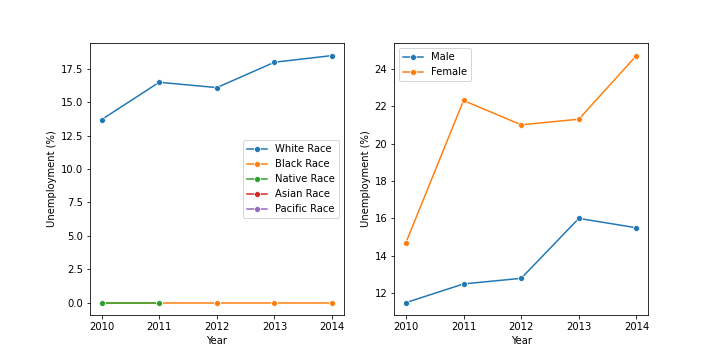 Unemployment (%)
17.5
15.0
12.5
10.0
7.5
5.0
2.5
0.0
White Race
Black Race
Native Race
Asian Race
Pacific Race
2010 2011 2012 2013 2014
Year
Unemployment (%)
24
22
20
18
16
14
12
Male
Female
2010 2011 2012 2013 2014
Year